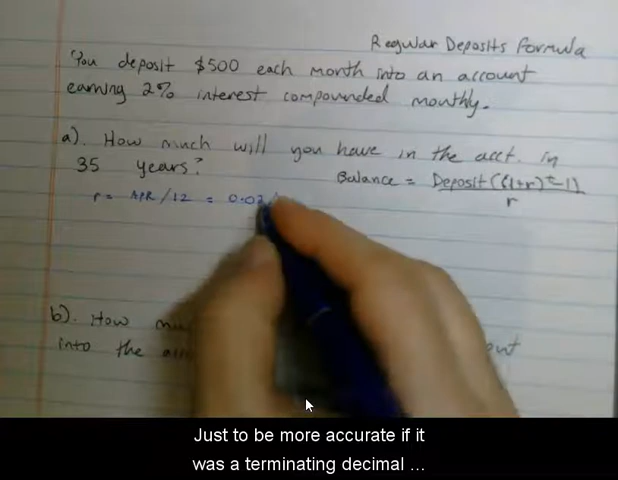 Regular Deposits Formula
You deposit $500 each month into an account
earning 2% interest compounded monthly.
a). How much will you have in the acct. in
35 years?
Balance = Deposit ((1+r)^t - 1)
r
r = APR/12 = 0.02/
b). How
into the
Just to be more accurate if it
was a terminating decimal ...